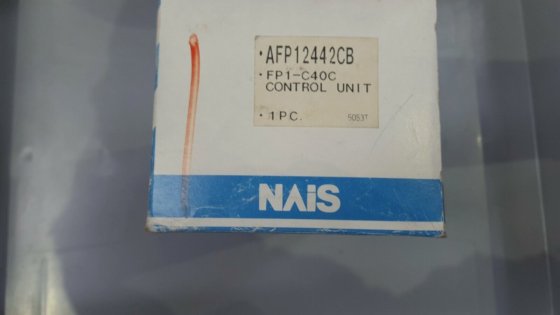 · AFP12442CB
· FP1-C40C
CONTROL UNIT
· 1PC.
5053T
NAiS